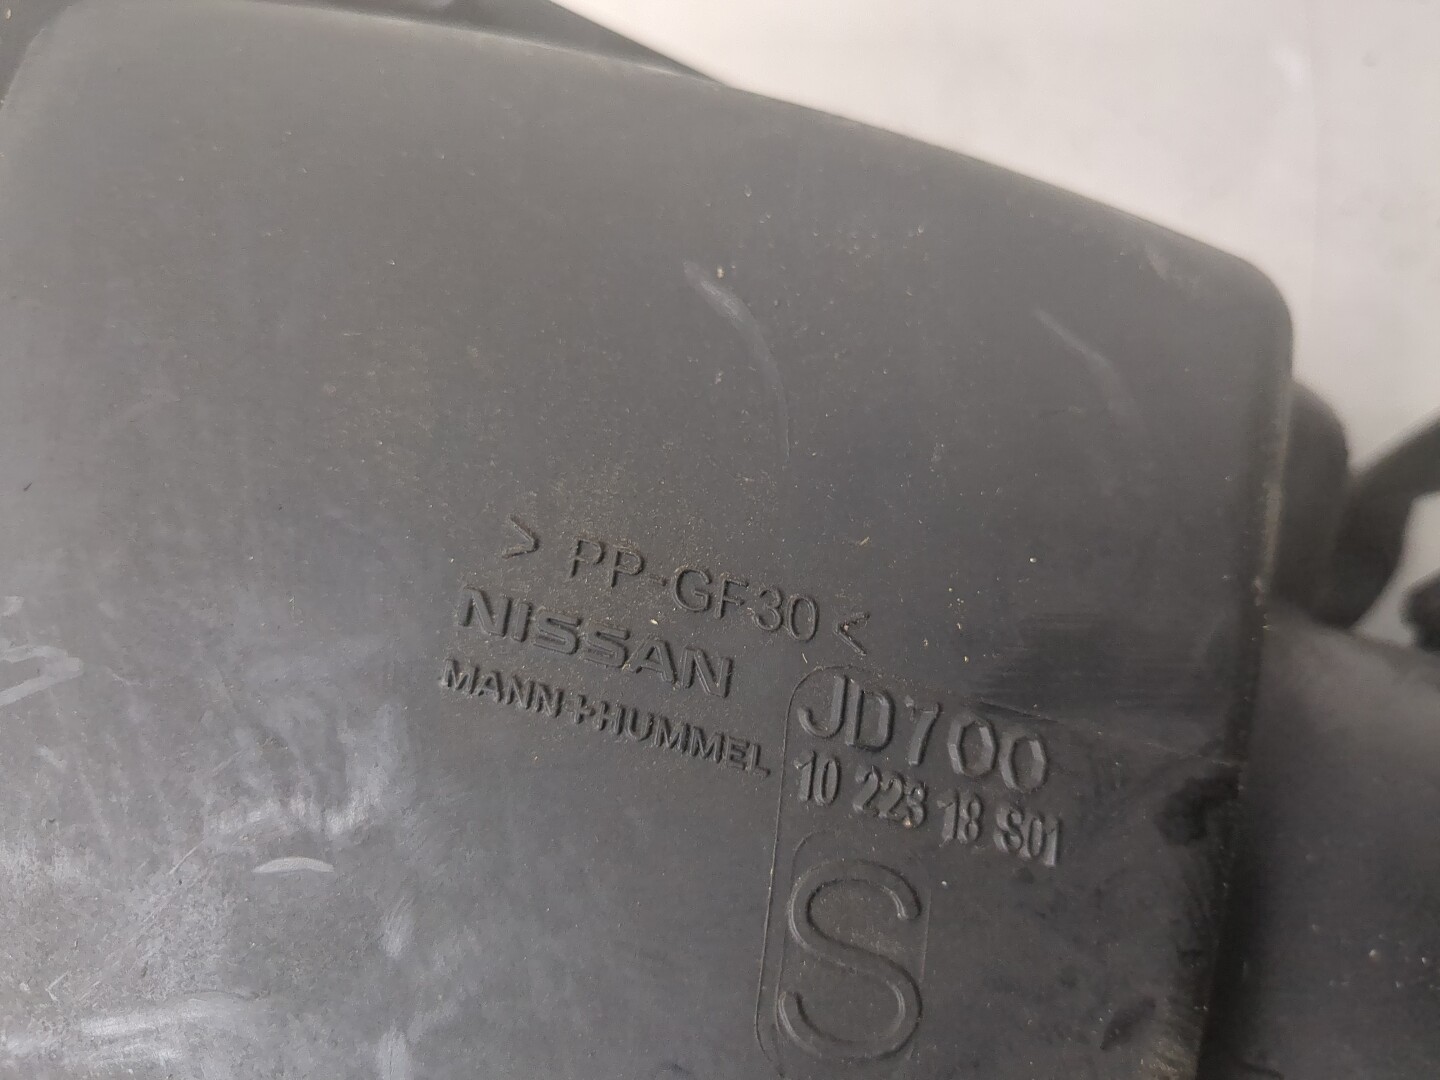 > PP-GF30 <
NISSAN
MANN+HUMMEL
JD700
10 223 18 S01
S